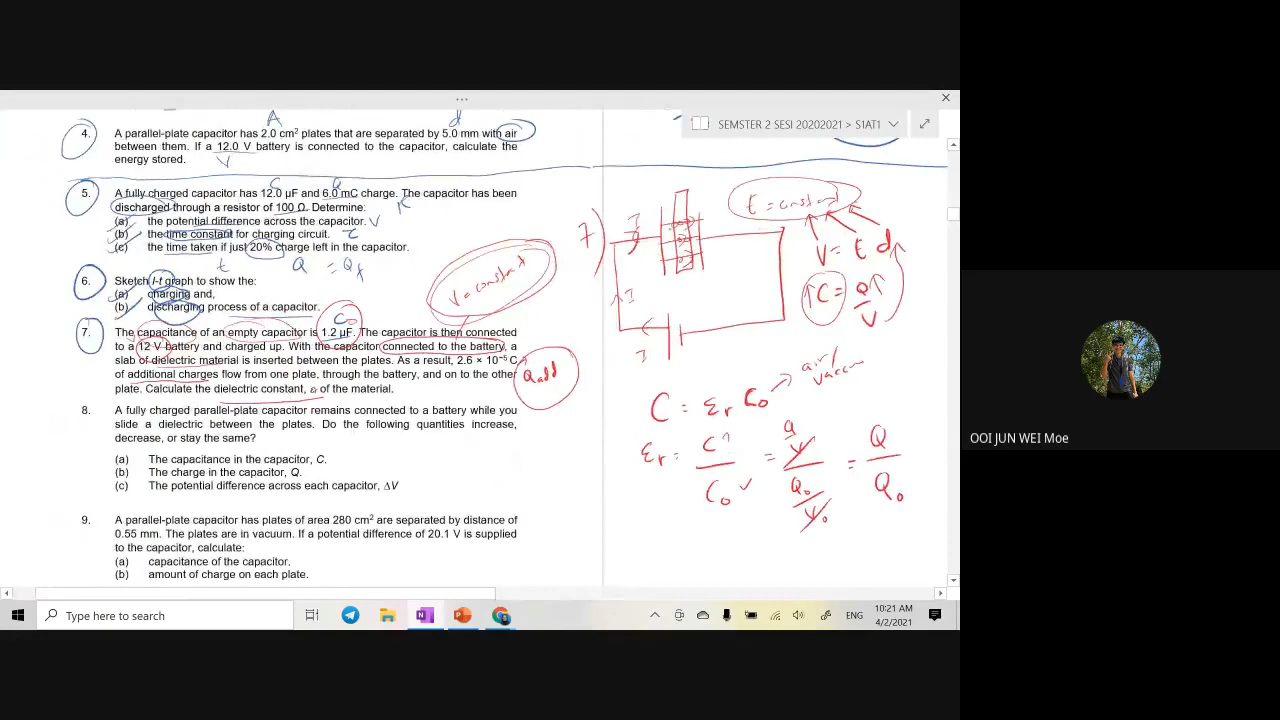 A
d
4. A parallel-plate capacitor has 2.0 cm² plates that are separated by 5.0 mm with air
between them. If a 12.0 V battery is connected to the capacitor, calculate the
energy stored.
V
C
Q
5. A fully charged capacitor has 12.0 μF and 6.0 mC charge. The capacitor has been
discharged through a resistor of 100 Ω. Determine:
R
(a) the potential difference across the capacitor. V
(b) the time constant for charging circuit. τ
(c) the time taken if just 20% charge left in the capacitor.
t
Q =
6. Sketch I-t graph to show the:
(a) charging and,
(b) discharging process of a capacitor.
V = constant
C₀
7. The capacitance of an empty capacitor is 1.2 μF. The capacitor is then connected
to a 12 V battery and charged up. With the capacitor connected to the battery, a
slab of dielectric material is inserted between the plates. As a result, 2.6 × 10⁻⁵ C
of additional charges flow from one plate, through the battery, and on to the other
plate. Calculate the dielectric constant, εr of the material.
Q add
8. A fully charged parallel-plate capacitor remains connected to a battery while you
slide a dielectric between the plates. Do the following quantities increase,
decrease, or stay the same?
(a) The capacitance in the capacitor, C.
(b) The charge in the capacitor, Q.
(c) The potential difference across each capacitor, ΔV
9. A parallel-plate capacitor has plates of area 280 cm² are separated by distance of
0.55 mm. The plates are in vacuum. If a potential difference of 20.1 V is supplied
to the capacitor, calculate:
(a) capacitance of the capacitor,
(b) amount of charge on each plate.
SEMSTER 2 SESI 20202021 > S1AT1
7)
I
I
I
E = constant
V = E d
↑C = Q↑
V
air/
vacuum
C = εr C₀
εr = C = Q/V = Q
C₀ Q₀/V₀ Q₀
OOI JUN WEI Moe
Type here to search
ENG
10:21 AM
4/2/2021